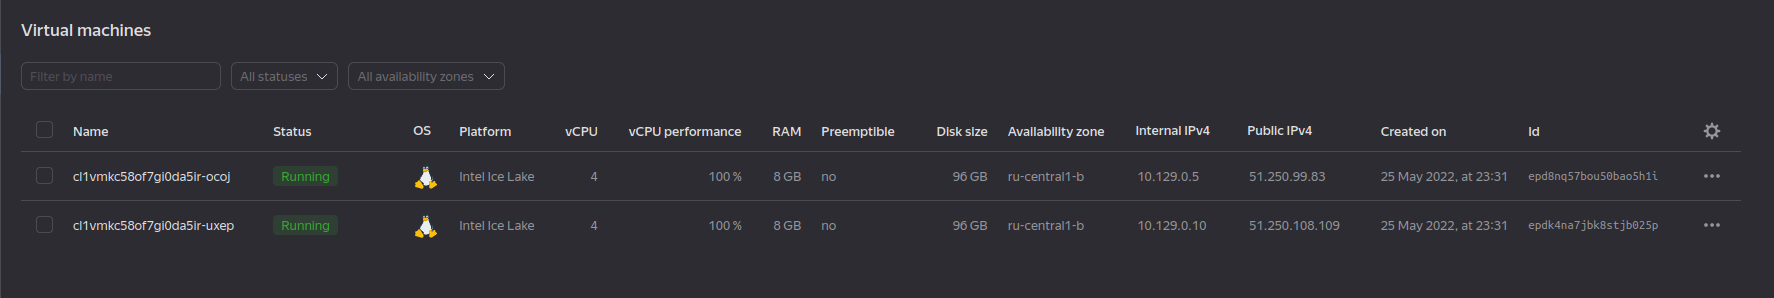 Virtual machines
Filter by name All statuses All availability zones
Name Status OS Platform vCPU vCPU performance RAM Preemptible Disk size Availability zone Internal IPv4 Public IPv4 Created on Id
cl1vmkc58of7gi0da5ir-ocoj Running Intel Ice Lake 4 100 % 8 GB no 96 GB ru-central1-b 10.129.0.5 51.250.99.83 25 May 2022, at 23:31 epd8nq57bou50bao5h1i
cl1vmkc58of7gi0da5ir-uxep Running Intel Ice Lake 4 100 % 8 GB no 96 GB ru-central1-b 10.129.0.10 51.250.108.109 25 May 2022, at 23:31 epdk4na7jbk8stjb025p